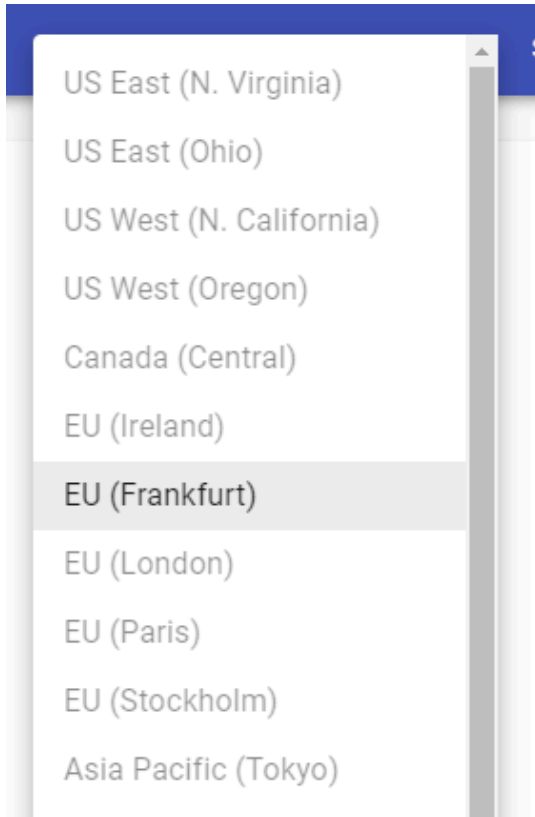 US East (N. Virginia)
US East (Ohio)
US West (N. California)
US West (Oregon)
Canada (Central)
EU (Ireland)
EU (Frankfurt)
EU (London)
EU (Paris)
EU (Stockholm)
Asia Pacific (Tokyo)